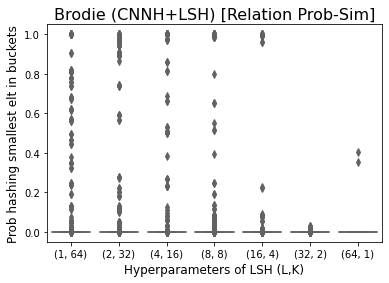 Brodie (CNNH+LSH) [Relation Prob-Sim]
Prob hashing smallest elt in buckets
1.0
0.8
0.6
0.4
0.2
0.0
(1, 64) (2, 32) (4, 16) (8, 8) (16, 4) (32, 2) (64, 1)
Hyperparameters of LSH (L,K)